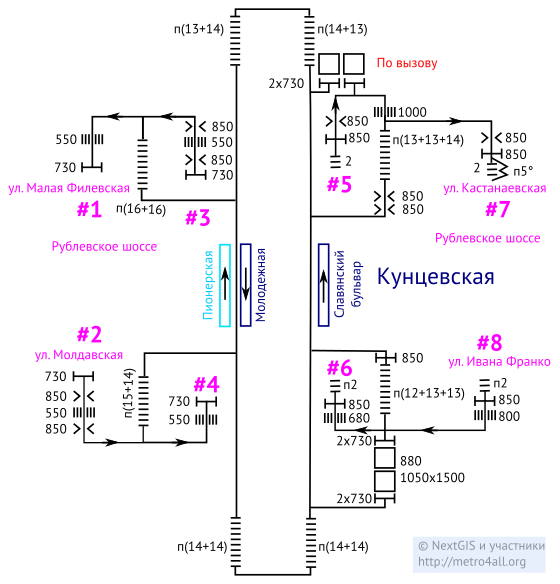 п(13+14)
п(14+13)
По вызову
2x730
1000
850
850
550
550
850
730
730
850
850
п(13+13+14)
850
850
2
2
п5°
#5
ул. Малая Филевская
#1
п(16+16)
#3
850
850
ул. Кастанаевская
#7
Рублевское шоссе
Рублевское шоссе
Пионерская
Молодежная
Славянский
бульвар
Кунцевская
#2
ул. Молдавская
#8
ул. Ивана Франко
#6
850
730
850
550
850
п(15+14)
#4
730
550
п2
850
680
п(12+13+13)
п2
850
800
2x730
880
1050x1500
2x730
п(14+14)
п(14+14)
© NextGIS и участники
http://metro4all.org